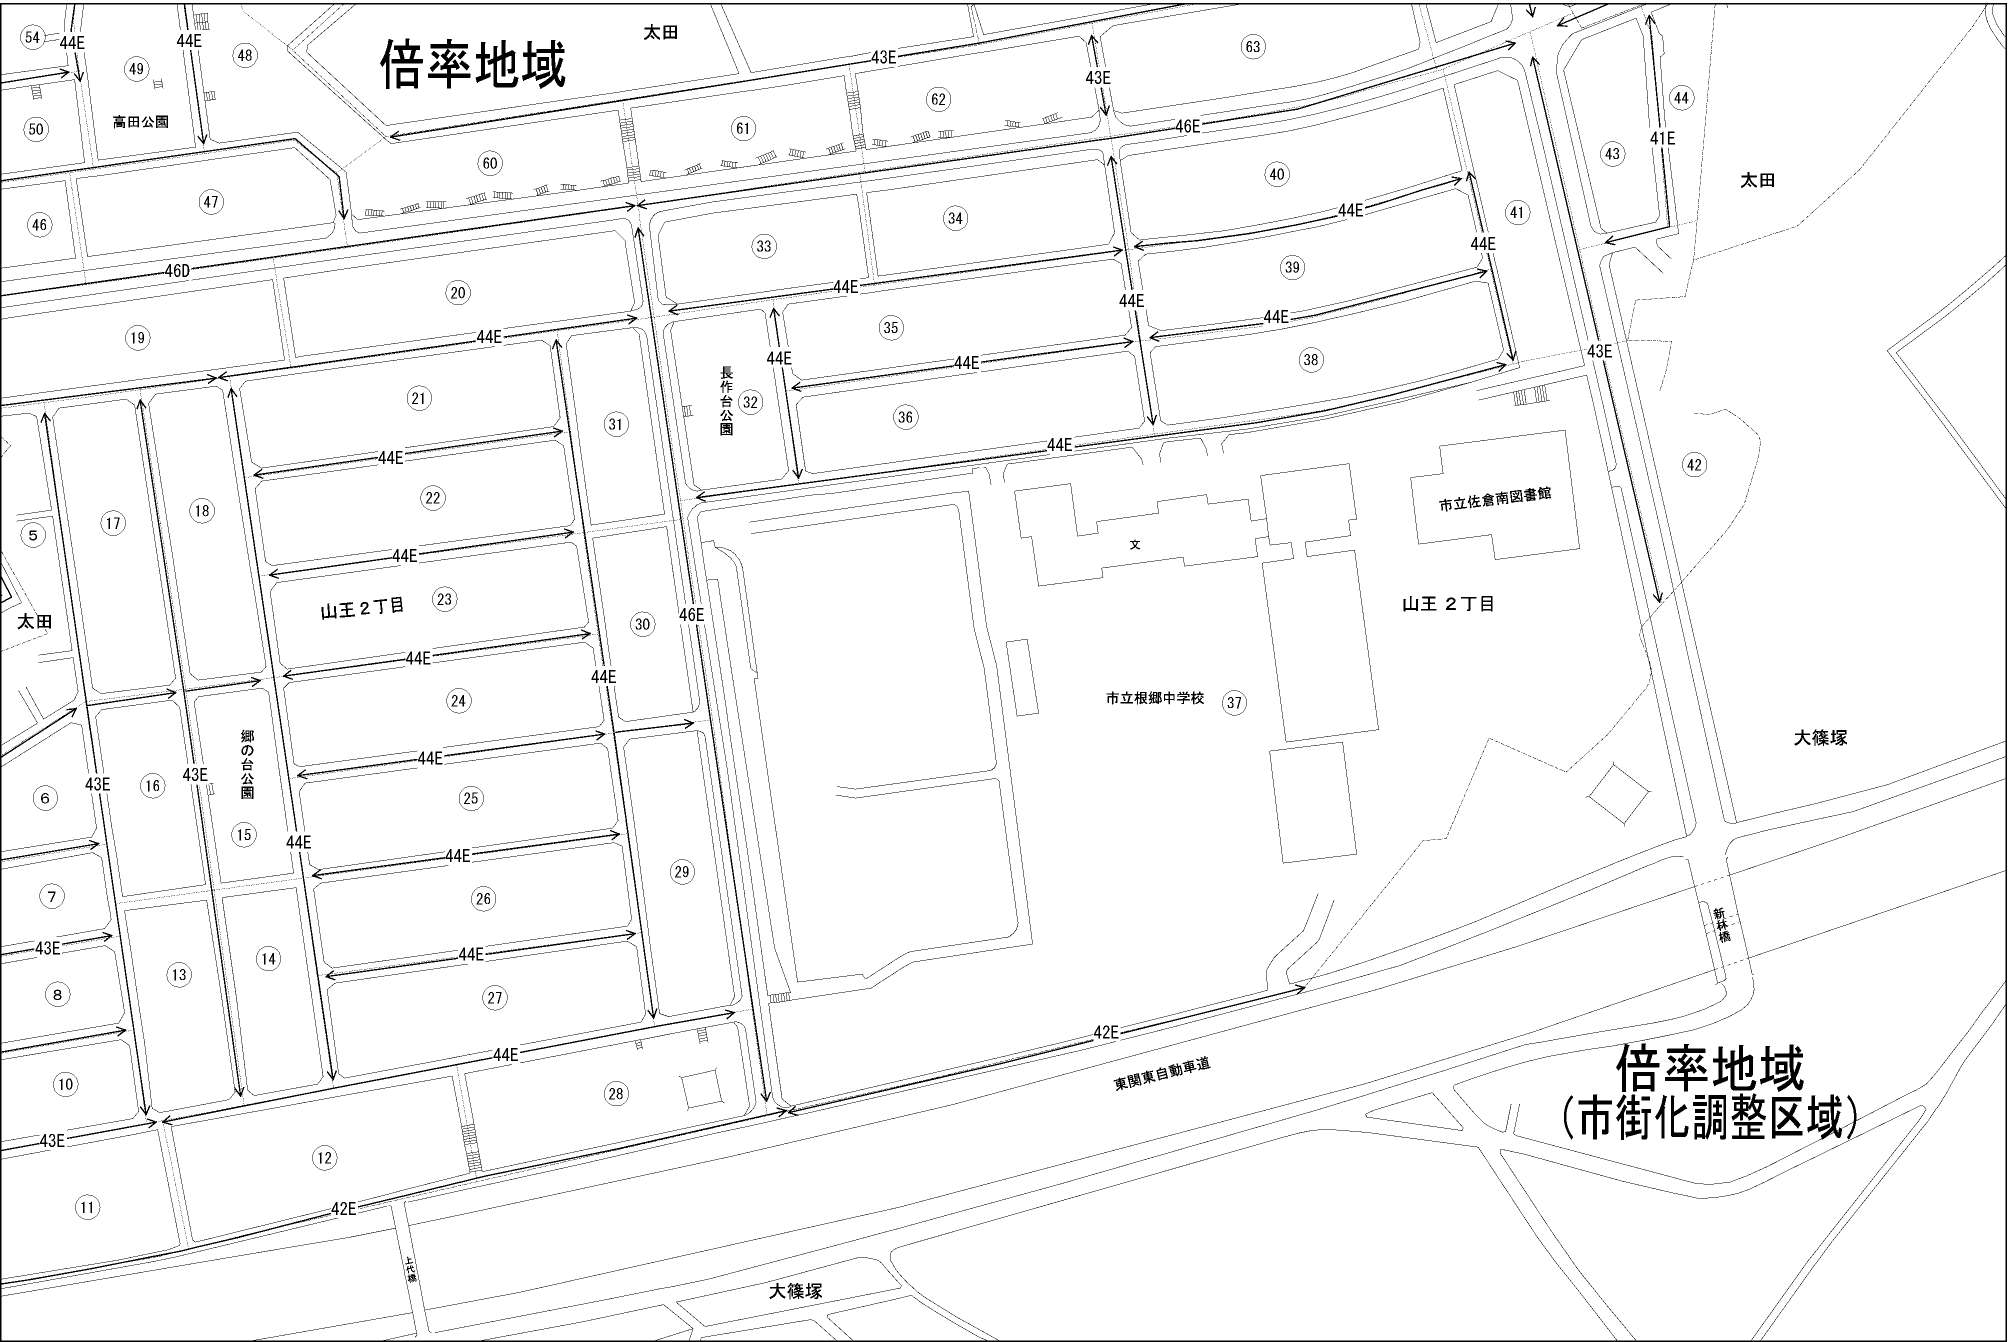 54
44E
44E
49
48
倍率地域
太田
43E
63
43E
62
44
50
高田公園
61
46E
41E
60
43
40
太田
47
46
34
44E
41
33
44E
46D
39
44E
44E
20
44E
44E
35
19
44E
43E
44E
44E
38
長作台公園
32
21
31
36
44E
44E
42
22
市立佐倉南図書館
18
17
5
44E
文
23
山王2丁目
山王 2丁目
46E
30
太田
44E
44E
24
市立根郷中学校
37
大篠塚
郷の台公園
44E
43E
43E
16
6
25
15
44E
44E
29
7
26
新林橋
43E
44E
14
13
8
27
42E
44E
倍率地域
東関東自動車道
10
28
(市街化調整区域)
43E
12
11
42E
上代橋
大篠塚